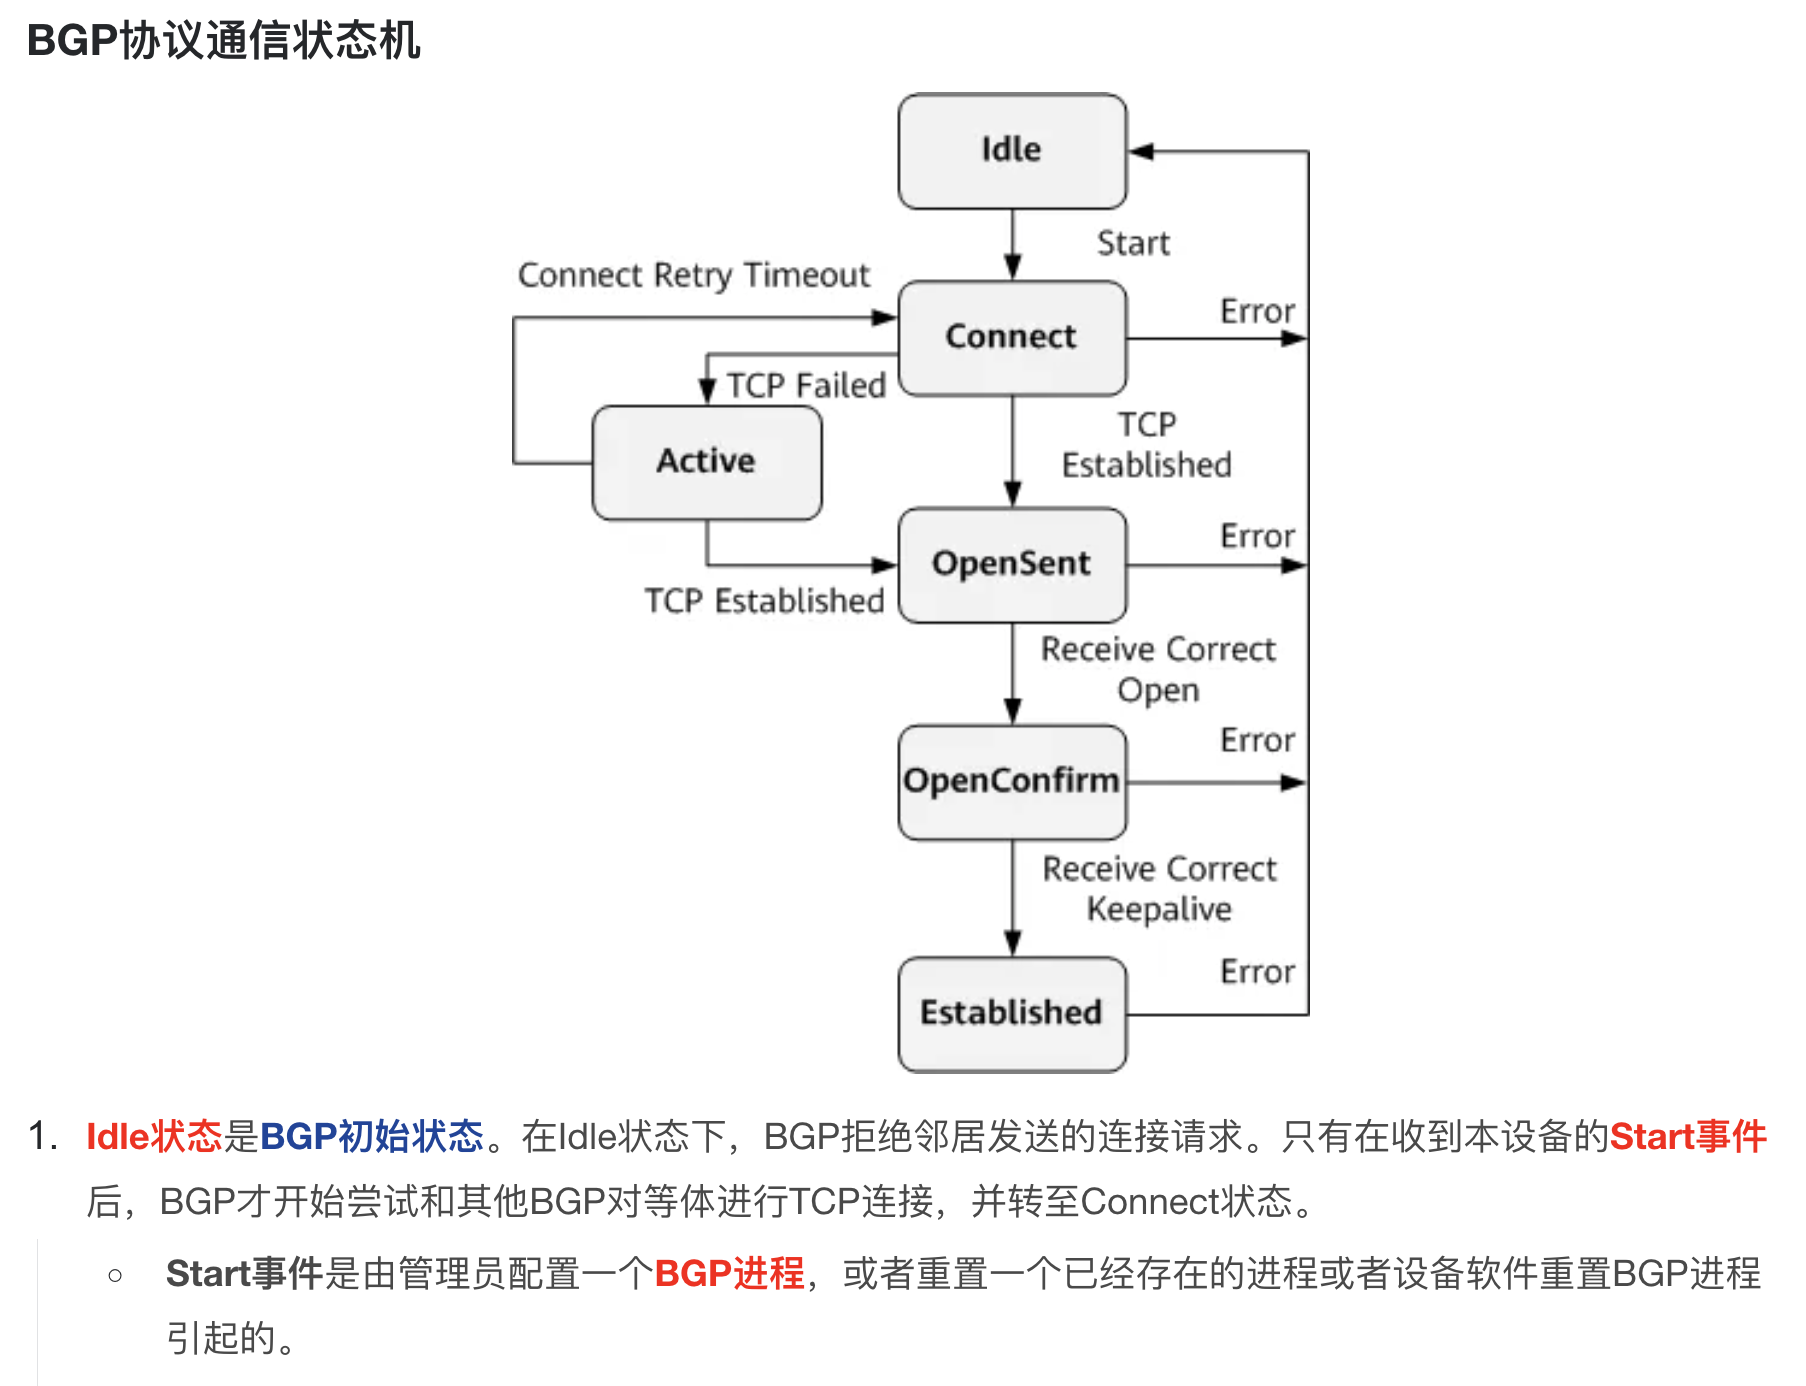 BGP协议通信状态机
Idle
Start
Connect Retry Timeout
Connect
Error
TCP Failed
Active
TCP
Established
OpenSent
Error
TCP Established
Receive Correct
Open
OpenConfirm
Error
Receive Correct
Keepalive
Established
Error
1. Idle状态是BGP初始状态。在Idle状态下，BGP拒绝邻居发送的连接请求。只有在收到本设备的Start事件
后，BGP才开始尝试和其他BGP对等体进行TCP连接，并转至Connect状态。
○ Start事件是由管理员配置一个BGP进程，或者重置一个已经存在的进程或者设备软件重置BGP进程
引起的。